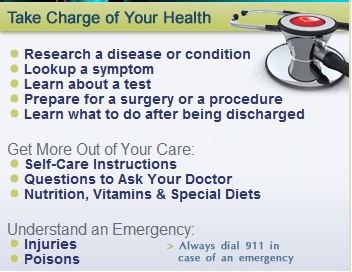 Take Charge of Your Health
Research a disease or condition
Lookup a symptom
Learn about a test
Prepare for a surgery or a procedure
Learn what to do after being discharged
Get More Out of Your Care:
Self-Care Instructions
Questions to Ask Your Doctor
Nutrition, Vitamins & Special Diets
Understand an Emergency:
Injuries
Poisons
> Always dial 911 in
case of an emergency